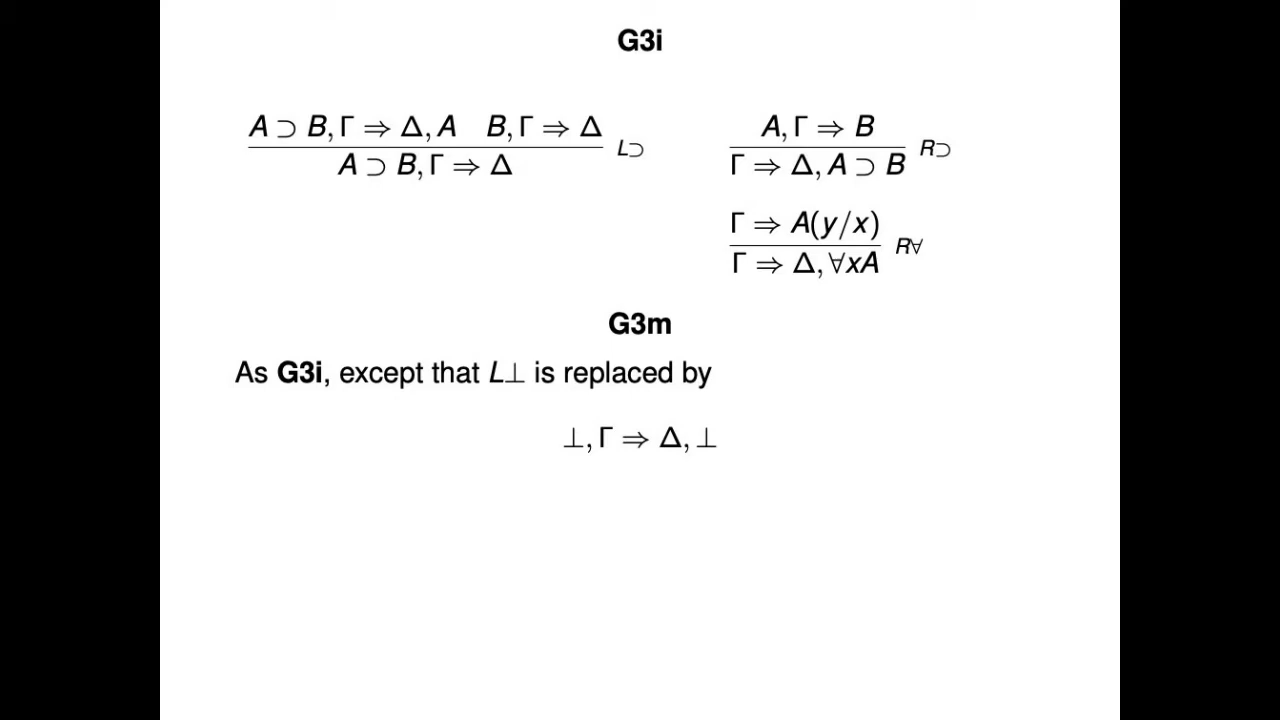 G3i
A ⊃ B, Γ ⇒ Δ, A B, Γ ⇒ Δ
A ⊃ B, Γ ⇒ Δ
L⊃
A, Γ ⇒ B
Γ ⇒ Δ, A ⊃ B
R⊃
Γ ⇒ A(y/x)
Γ ⇒ Δ, ∀xA
R∀
G3m
As G3i, except that L⊥ is replaced by
⊥, Γ ⇒ Δ, ⊥